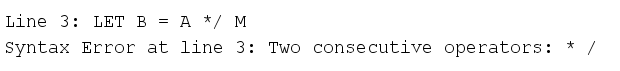 Line 3: LET B = A */ M
Syntax Error at line 3: Two consecutive operators: * /